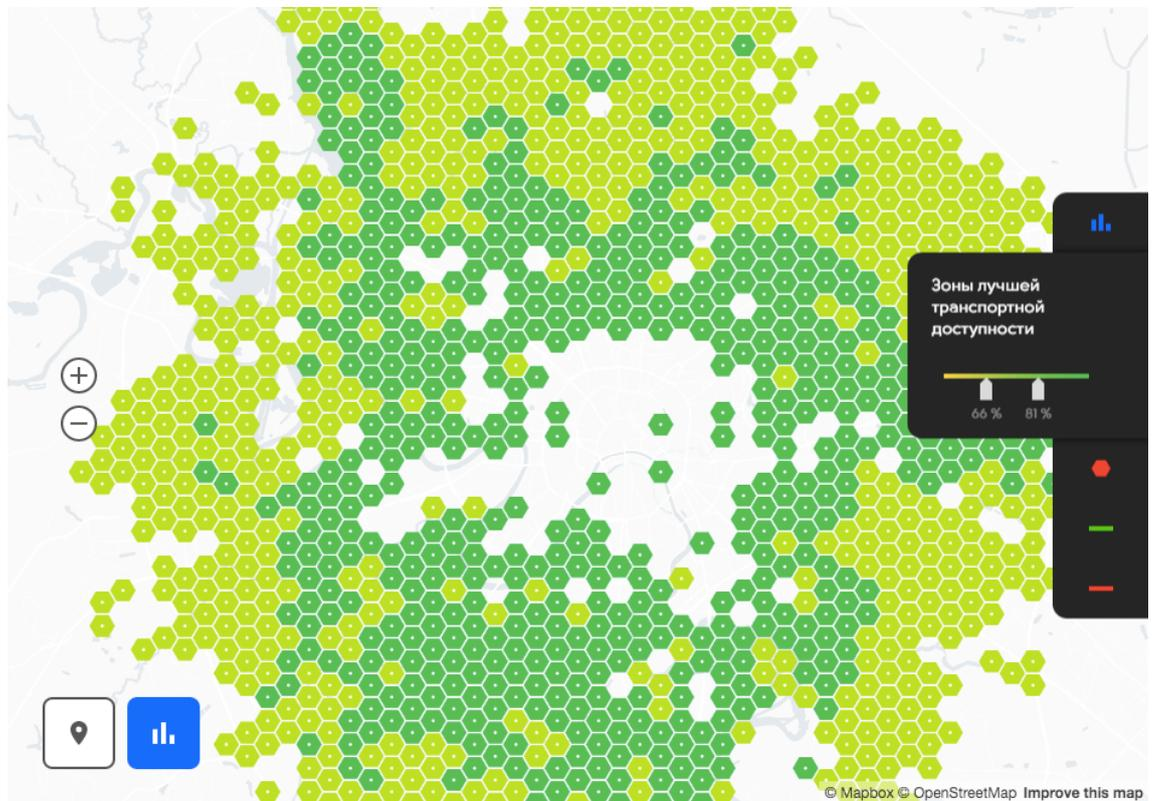 Зоны лучшей
транспортной
доступности
66 % 81 %
© Mapbox © OpenStreetMap Improve this map